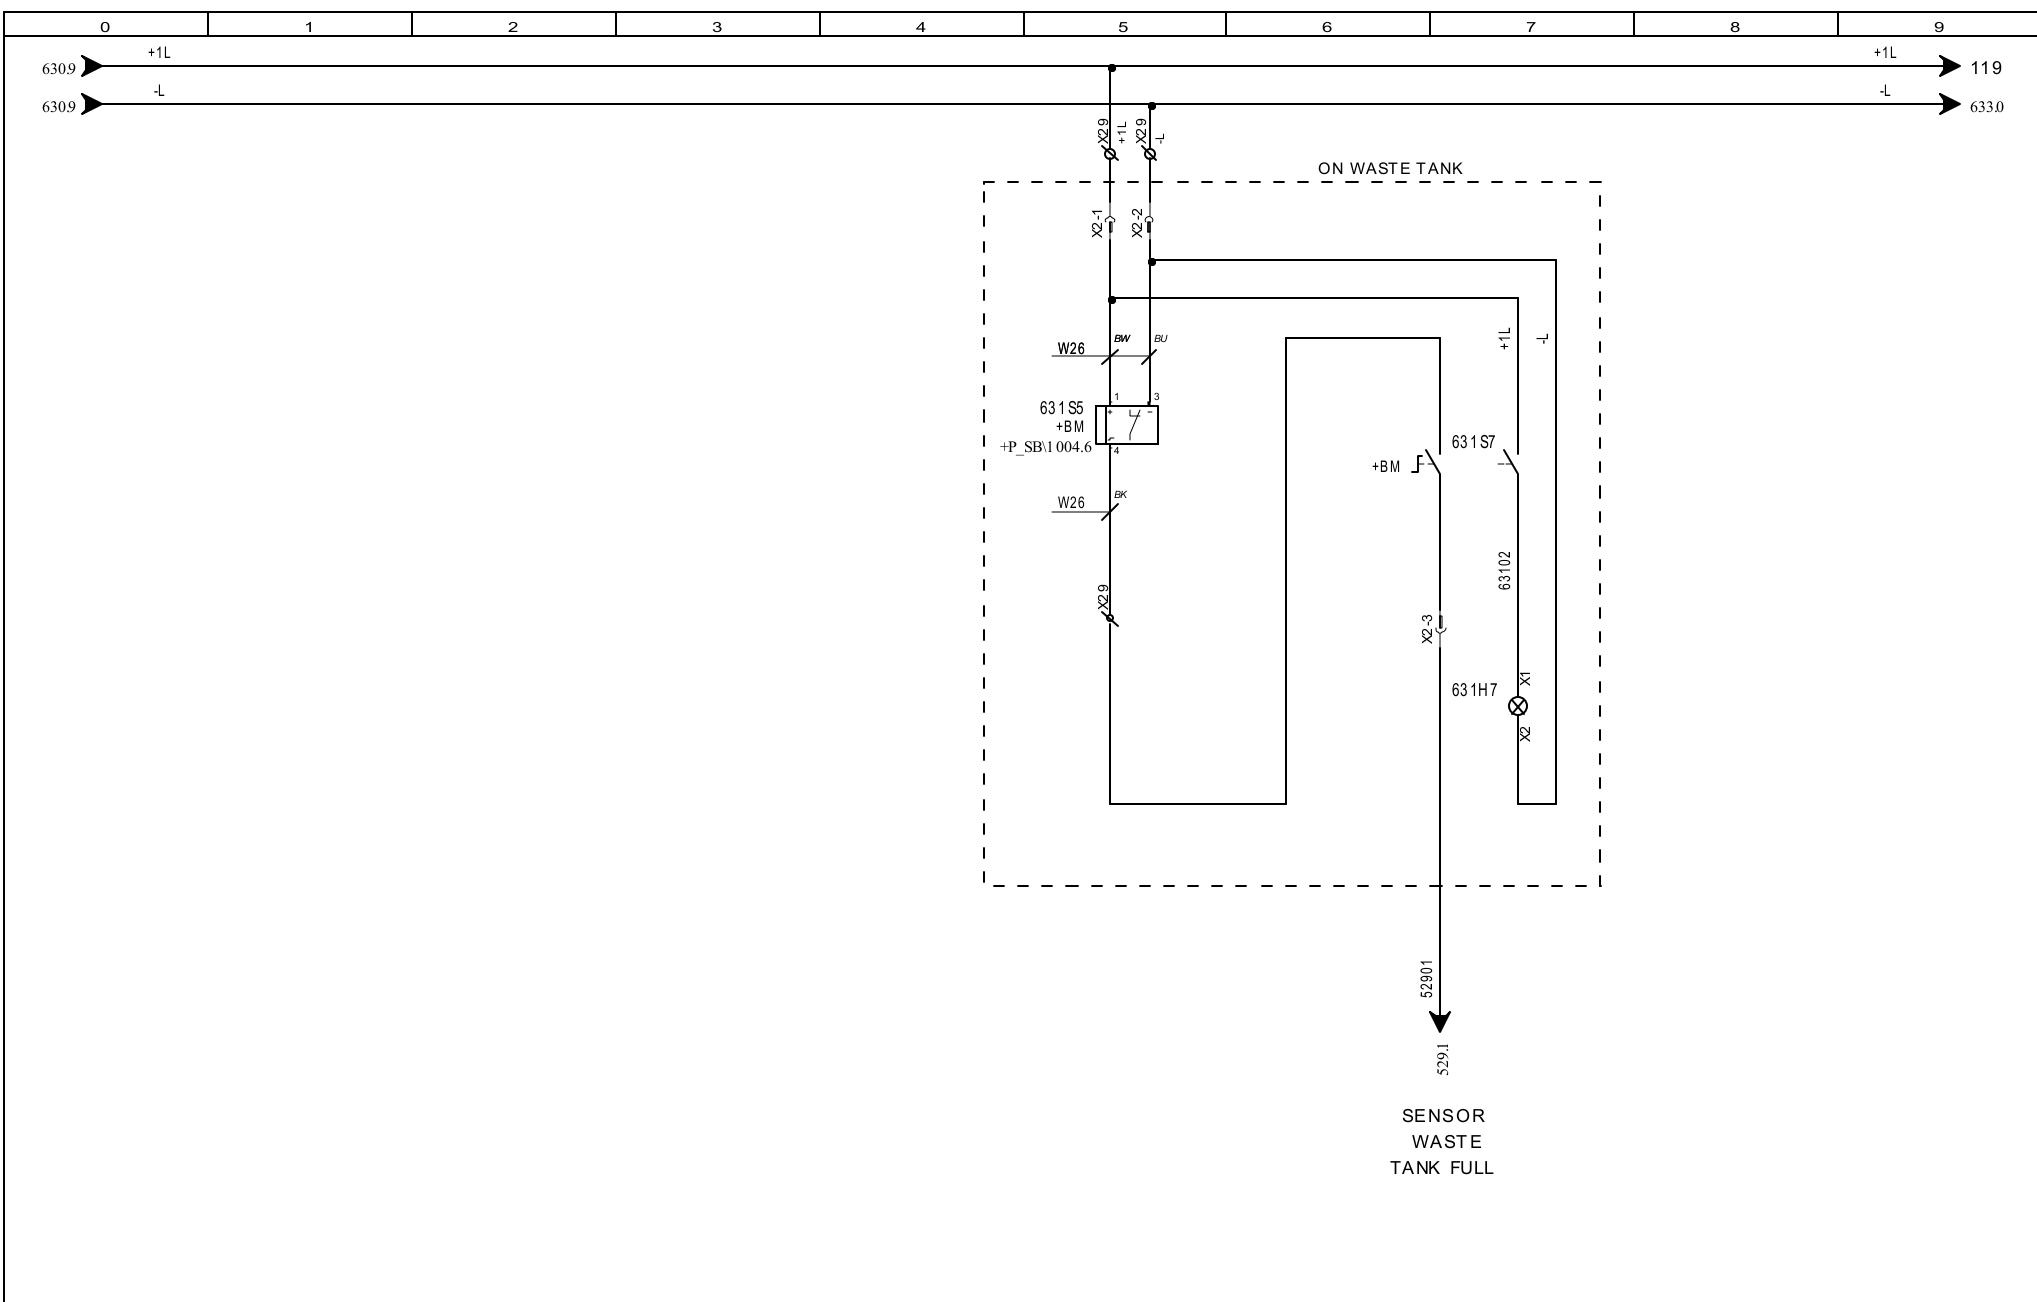 0 1 2 3 4 5 6 7 8 9
+1L +1L
630.9 119
-L -L
630.9 633.0
X29 +1L X29 -L
ON WASTE TANK
X2-1 X2-2
+1L -L
W26 BW BU
1 3
631S5
+BM
+P_SB\1004.6
4
+ -
631S7
+BM
W26 BK
63102
X29
X2-3
631H7 X1
X2
52901
529.1
SENSOR
WASTE
TANK FULL